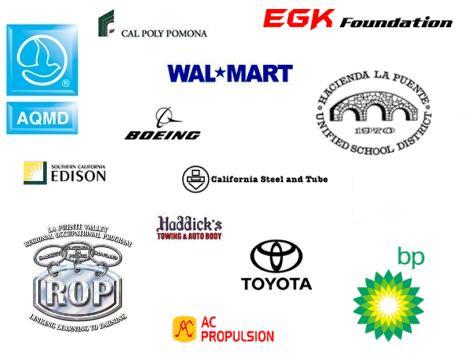 CAL POLY POMONA
EGK Foundation
AQMD
WAL★MART
HACIENDA LA PUENTE
1970
UNIFIED SCHOOL DISTRICT
BOEING
SOUTHERN CALIFORNIA
EDISON
California Steel and Tube
Haddick's
TOWING & AUTO BODY
LA PUENTE VALLEY
REGIONAL OCCUPATIONAL PROGRAM
LA PUENTE
ROP
LINKING LEARNING TO EARNING
TOYOTA
bp
AC
PROPULSION